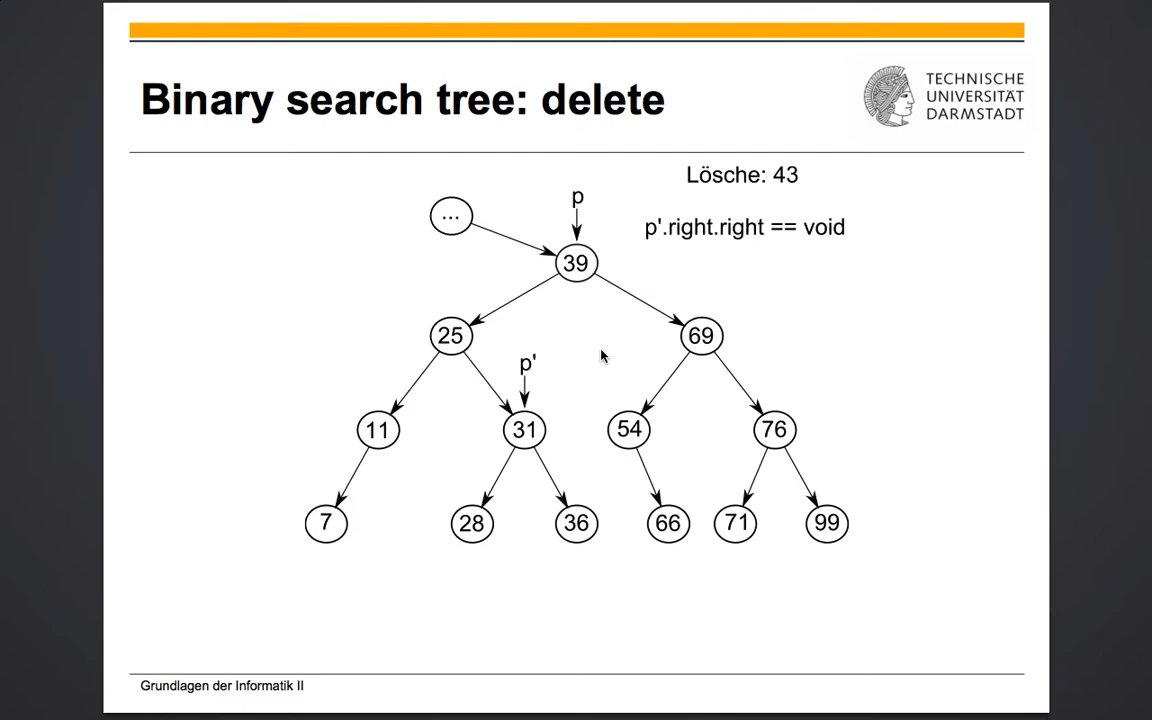 Binary search tree: delete
TECHNISCHE
UNIVERSITÄT
DARMSTADT
Lösche: 43
p'.right.right == void
p
...
39
25
69
p'
11
31
54
76
7
28
36
66
71
99
Grundlagen der Informatik II